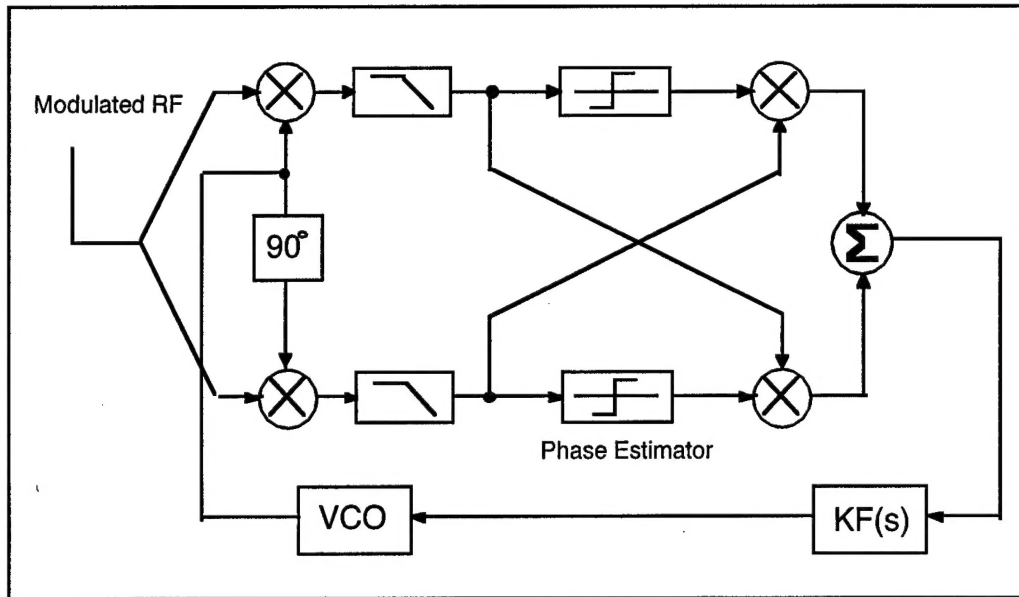 Modulated RF
90°
Σ
Phase Estimator
VCO
KF(s)